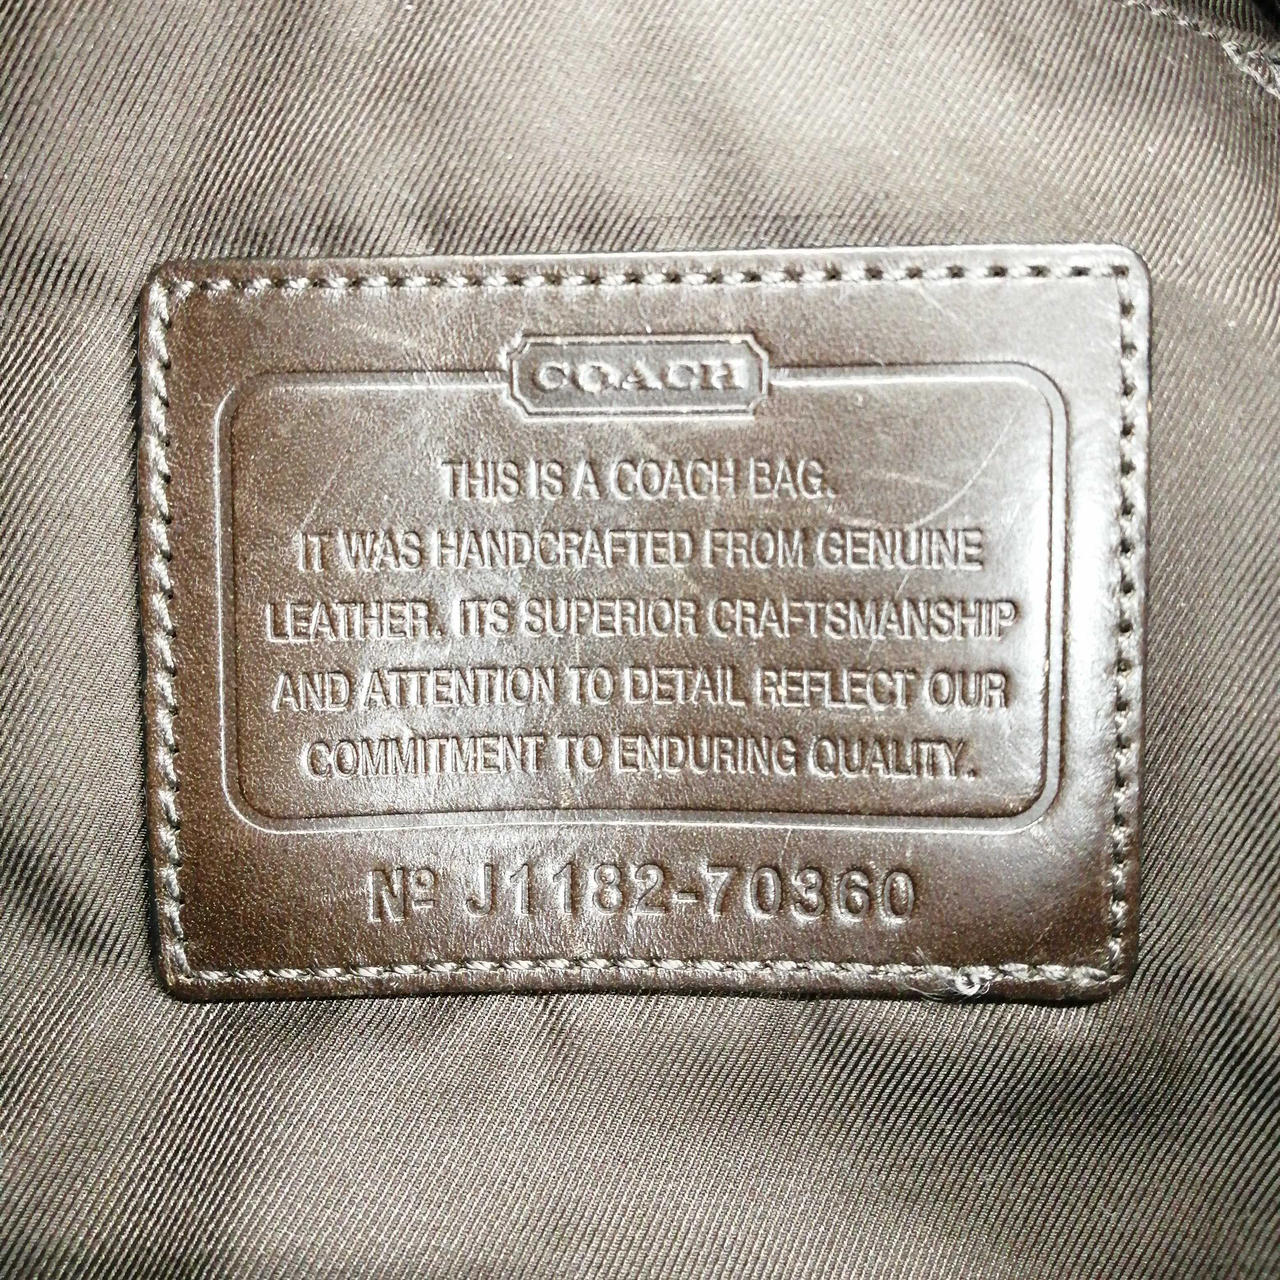 COACH
THIS IS A COACH BAG.
IT WAS HANDCRAFTED FROM GENUINE
LEATHER. ITS SUPERIOR CRAFTSMANSHIP
AND ATTENTION TO DETAIL REFLECT OUR
COMMITMENT TO ENDURING QUALITY.
Nº J1182-70360